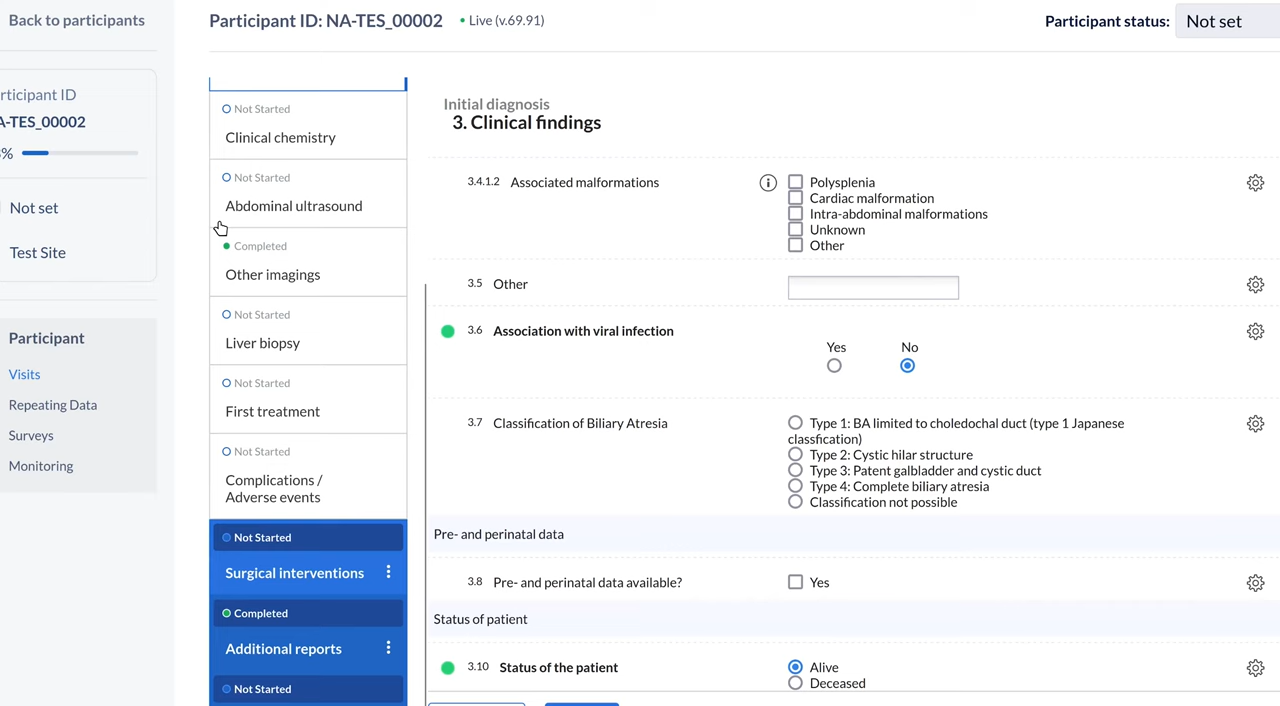 Back to participants
Participant ID: NA-TES_00002
Live (v.69.91)
Participant status:
Not set
rticipant ID
A-TES_00002
%
Not set
Test Site
Participant
Visits
Repeating Data
Surveys
Monitoring
Not Started
Clinical chemistry
Not Started
Abdominal ultrasound
Completed
Other imagings
Not Started
Liver biopsy
Not Started
First treatment
Not Started
Complications /
Adverse events
Not Started
Surgical interventions
Completed
Additional reports
Not Started
Initial diagnosis
3. Clinical findings
3.4.1.2 Associated malformations
Polysplenia
Cardiac malformation
Intra-abdominal malformations
Unknown
Other
3.5 Other
3.6 Association with viral infection
Yes No
3.7 Classification of Biliary Atresia
Type 1: BA limited to choledochal duct (type 1 Japanese
classfication)
Type 2: Cystic hilar structure
Type 3: Patent galbladder and cystic duct
Type 4: Complete biliary atresia
Classification not possible
Pre- and perinatal data
3.8 Pre- and perinatal data available? Yes
Status of patient
3.10 Status of the patient
Alive
Deceased